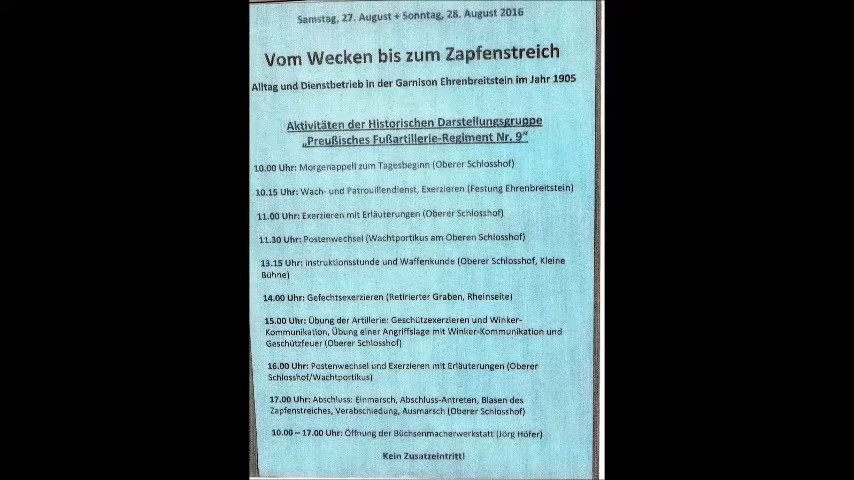 Samstag, 27. August + Sonntag, 28. August 2016
Vom Wecken bis zum Zapfenstreich
Alltag und Dienstbetrieb in der Garnison Ehrenbreitstein im Jahr 1905
Aktivitäten der Historischen Darstellungsgruppe
„Preußisches Fußartillerie-Regiment Nr. 9“
10.00 Uhr: Morgenappell zum Tagesbeginn (Oberer Schlosshof)
10.15 Uhr: Wach- und Patrouillendienst, Exerzieren (Festung Ehrenbreitstein)
11.00 Uhr: Exerzieren mit Erläuterungen (Oberer Schlosshof)
11.30 Uhr: Postenwechsel (Wachtportikus am Oberen Schlosshof)
13.15 Uhr: Instruktionsstunde und Waffenkunde (Oberer Schlosshof, Kleine
Bühne)
14.00 Uhr: Gefechtsexerzieren (Retirierter Graben, Rheinseite)
15.00 Uhr: Übung der Artillerie: Geschützexerzieren und Winker-
Kommunikation, Übung einer Angriffslage mit Winker-Kommunikation und
Geschützfeuer (Oberer Schlosshof)
16.00 Uhr: Postenwechsel und Exerzieren mit Erläuterungen (Oberer
Schlosshof/Wachtportikus)
17.00 Uhr: Abschluss: Einmarsch, Abschluss-Antreten, Blasen des
Zapfenstreiches, Verabschiedung, Ausmarsch (Oberer Schlosshof)
10.00 – 17.00 Uhr: Öffnung der Büchsenmacherwerkstatt (Jörg Höfer)
Kein Zusatzeintritt!